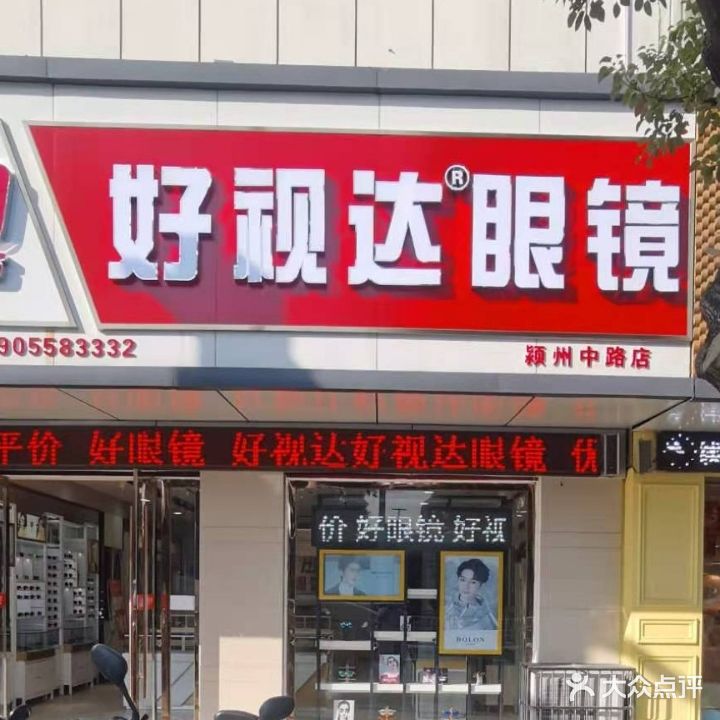 好视达®眼镜
905583332
颍州中路店
平价 好眼镜 好视达好视达眼镜 优
价 好眼镜 好视
BOLON
大众点评